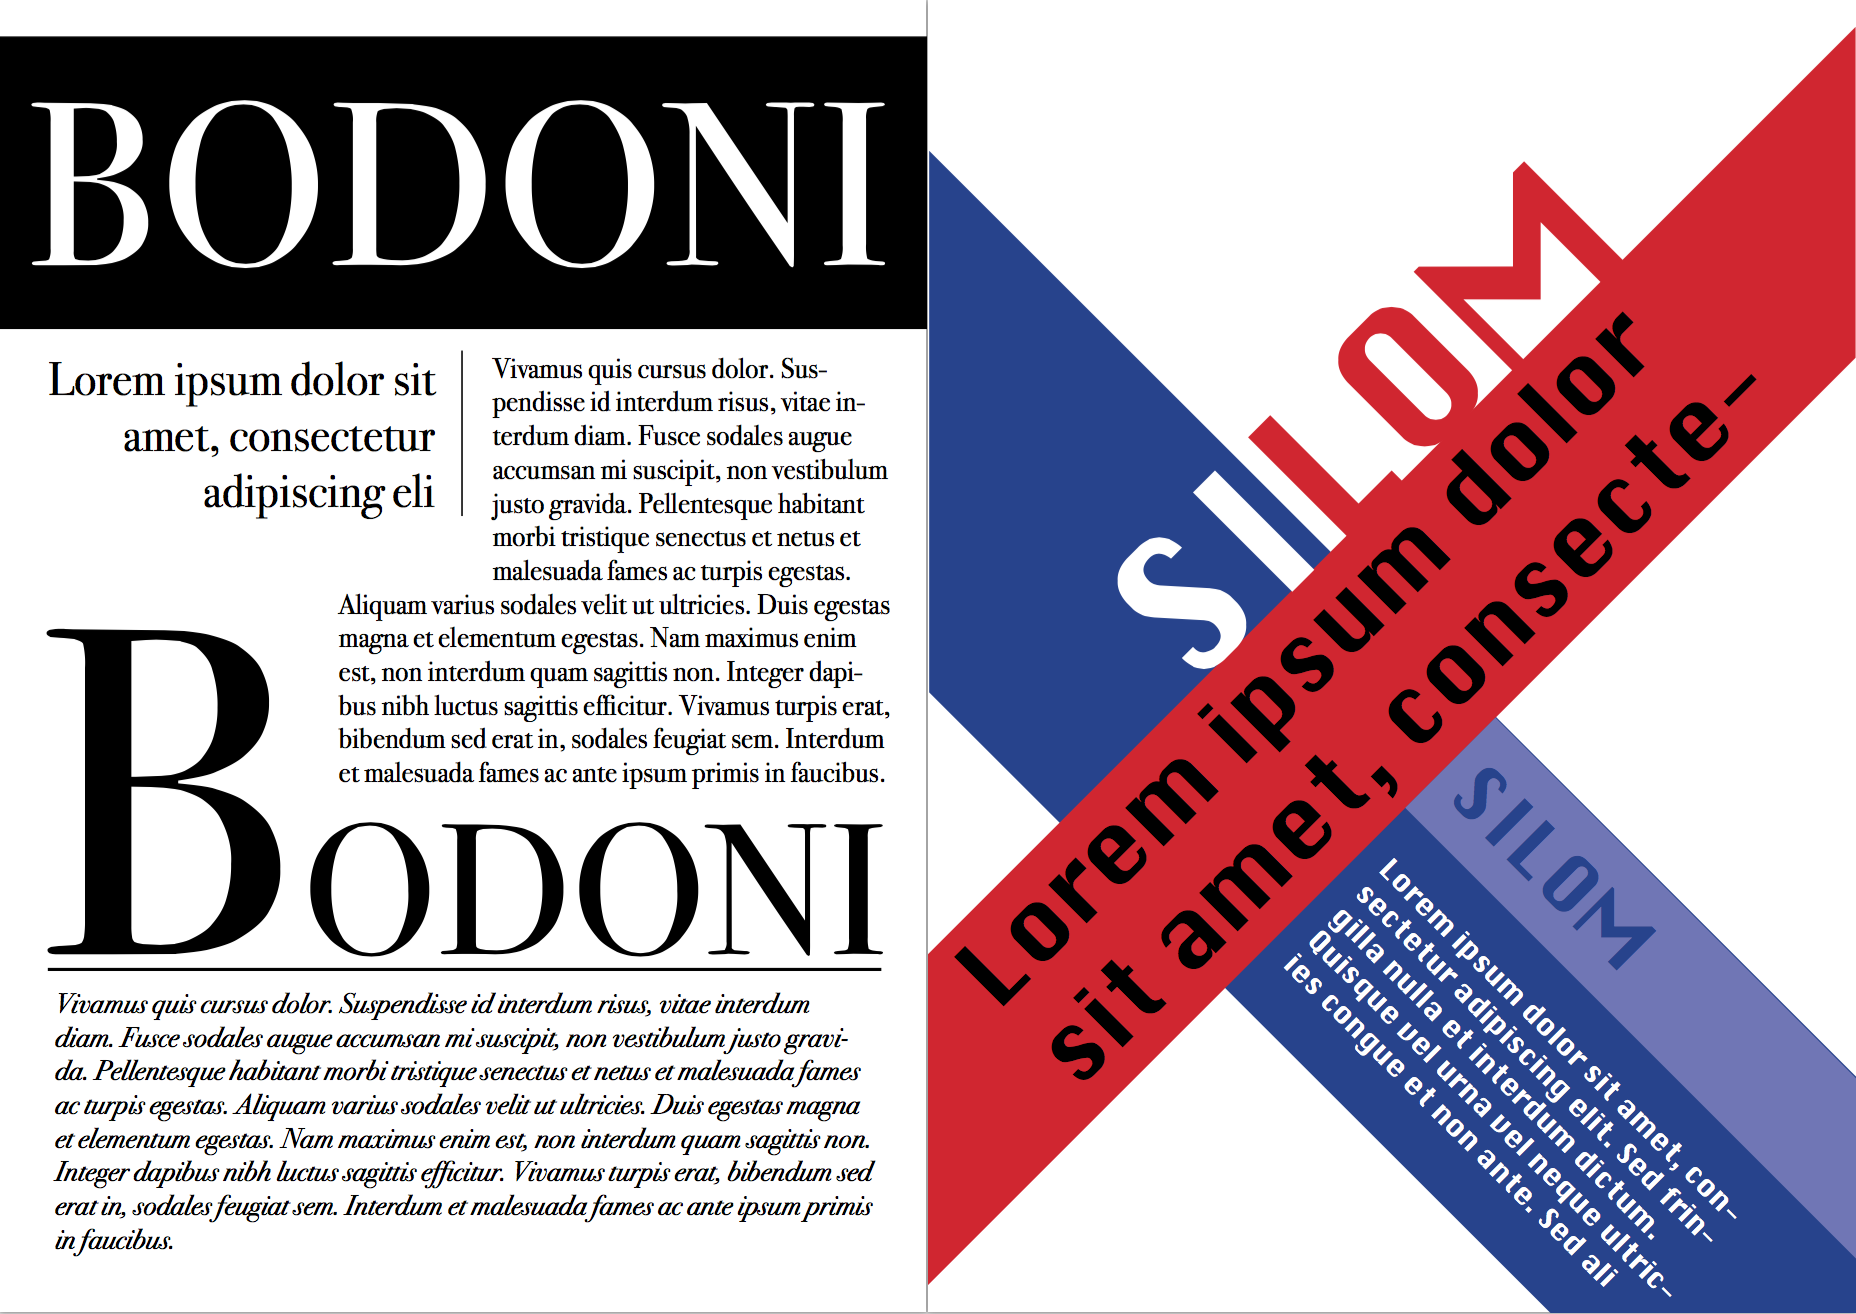 BODONI
Lorem ipsum dolor sit
amet, consectetur
adipiscing eli
Vivamus quis cursus dolor. Sus-
pendisse id interdum risus, vitae in-
terdum diam. Fusce sodales augue
accumsan mi suscipit, non vestibulum
justo gravida. Pellentesque habitant
morbi tristique senectus et netus et
malesuada fames ac turpis egestas.
Aliquam varius sodales velit ut ultricies. Duis egestas
magna et elementum egestas. Nam maximus enim
est, non interdum quam sagittis non. Integer dapi-
bus nibh luctus sagittis efficitur. Vivamus turpis erat,
bibendum sed erat in, sodales feugiat sem. Interdum
et malesuada fames ac ante ipsum primis in faucibus.
BODONI
Vivamus quis cursus dolor. Suspendisse id interdum risus, vitae interdum
diam. Fusce sodales augue accumsan mi suscipit, non vestibulum justo gravi-
da. Pellentesque habitant morbi tristique senectus et netus et malesuada fames
ac turpis egestas. Aliquam varius sodales velit ut ultricies. Duis egestas magna
et elementum egestas. Nam maximus enim est, non interdum quam sagittis non.
Integer dapibus nibh luctus sagittis efficitur. Vivamus turpis erat, bibendum sed
erat in, sodales feugiat sem. Interdum et malesuada fames ac ante ipsum primis
in faucibus.
SILOM
Lorem ipsum dolor
sit amet, consecte-
SILOM
Lorem ipsum dolor sit amet, con-
sectetur adipiscing elit. Sed frin-
gilla nulla et interdum dictum.
Quisque vel urna vel neque ultric-
ies congue et non ante. Sed ali